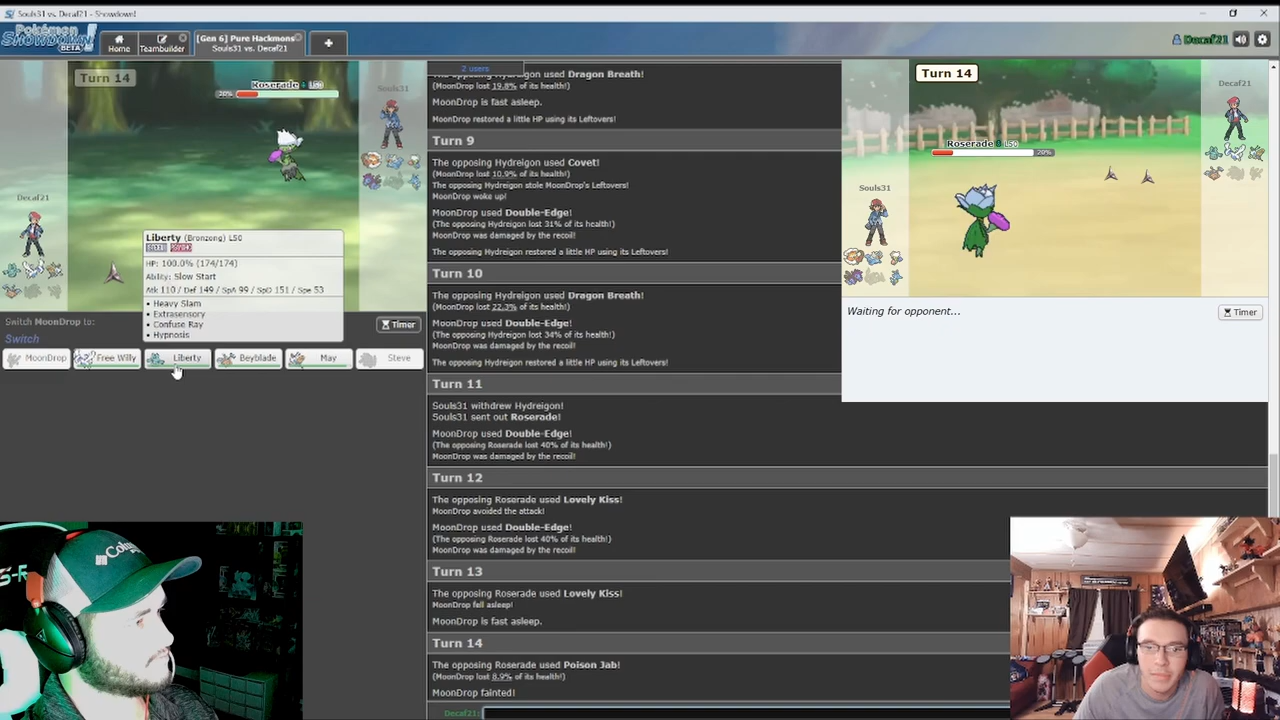 Souls31 vs. Decaf21 - Showdown!
Pokémon
SHOWDOWN!
BETA
Home
Teambuilder
[Gen 6] Pure Hackmons
Souls31 vs. Decaf21
Decaf21
Turn 14
Roserade L50
20%
Souls31
Decaf21
Liberty (Bronzong) L50
HP: 100.0% (174/174)
Ability: Slow Start
Atk 110 / Def 149 / SpA 99 / SpD 151 / Spe 53
• Heavy Slam
• Extrasensory
• Confuse Ray
• Hypnosis
Switch MoonDrop to:
Timer
Switch
MoonDrop
Free Willy
Liberty
Beyblade
May
Steve
2 users
The opposing Hydreigon used Dragon Breath!
(MoonDrop lost 19.8% of its health!)
MoonDrop is fast asleep.
MoonDrop restored a little HP using its Leftovers!
Turn 9
The opposing Hydreigon used Covet!
(MoonDrop lost 10.9% of its health!)
The opposing Hydreigon stole MoonDrop's Leftovers!
MoonDrop woke up!
MoonDrop used Double-Edge!
(The opposing Hydreigon lost 31% of its health!)
MoonDrop was damaged by the recoil!
The opposing Hydreigon restored a little HP using its Leftovers!
Turn 10
The opposing Hydreigon used Dragon Breath!
(MoonDrop lost 22.3% of its health!)
MoonDrop used Double-Edge!
(The opposing Hydreigon lost 34% of its health!)
MoonDrop was damaged by the recoil!
The opposing Hydreigon restored a little HP using its Leftovers!
Turn 11
Souls31 withdrew Hydreigon!
Souls31 sent out Roserade!
MoonDrop used Double-Edge!
(The opposing Roserade lost 40% of its health!)
MoonDrop was damaged by the recoil!
Turn 12
The opposing Roserade used Lovely Kiss!
MoonDrop avoided the attack!
MoonDrop used Double-Edge!
(The opposing Roserade lost 40% of its health!)
MoonDrop was damaged by the recoil!
Turn 13
The opposing Roserade used Lovely Kiss!
MoonDrop fell asleep!
MoonDrop is fast asleep.
Turn 14
The opposing Roserade used Poison Jab!
(MoonDrop lost 8.9% of its health!)
MoonDrop fainted!
Decaf21:
Turn 14
Decaf21
Roserade L50
20%
Souls31
Waiting for opponent...
Timer